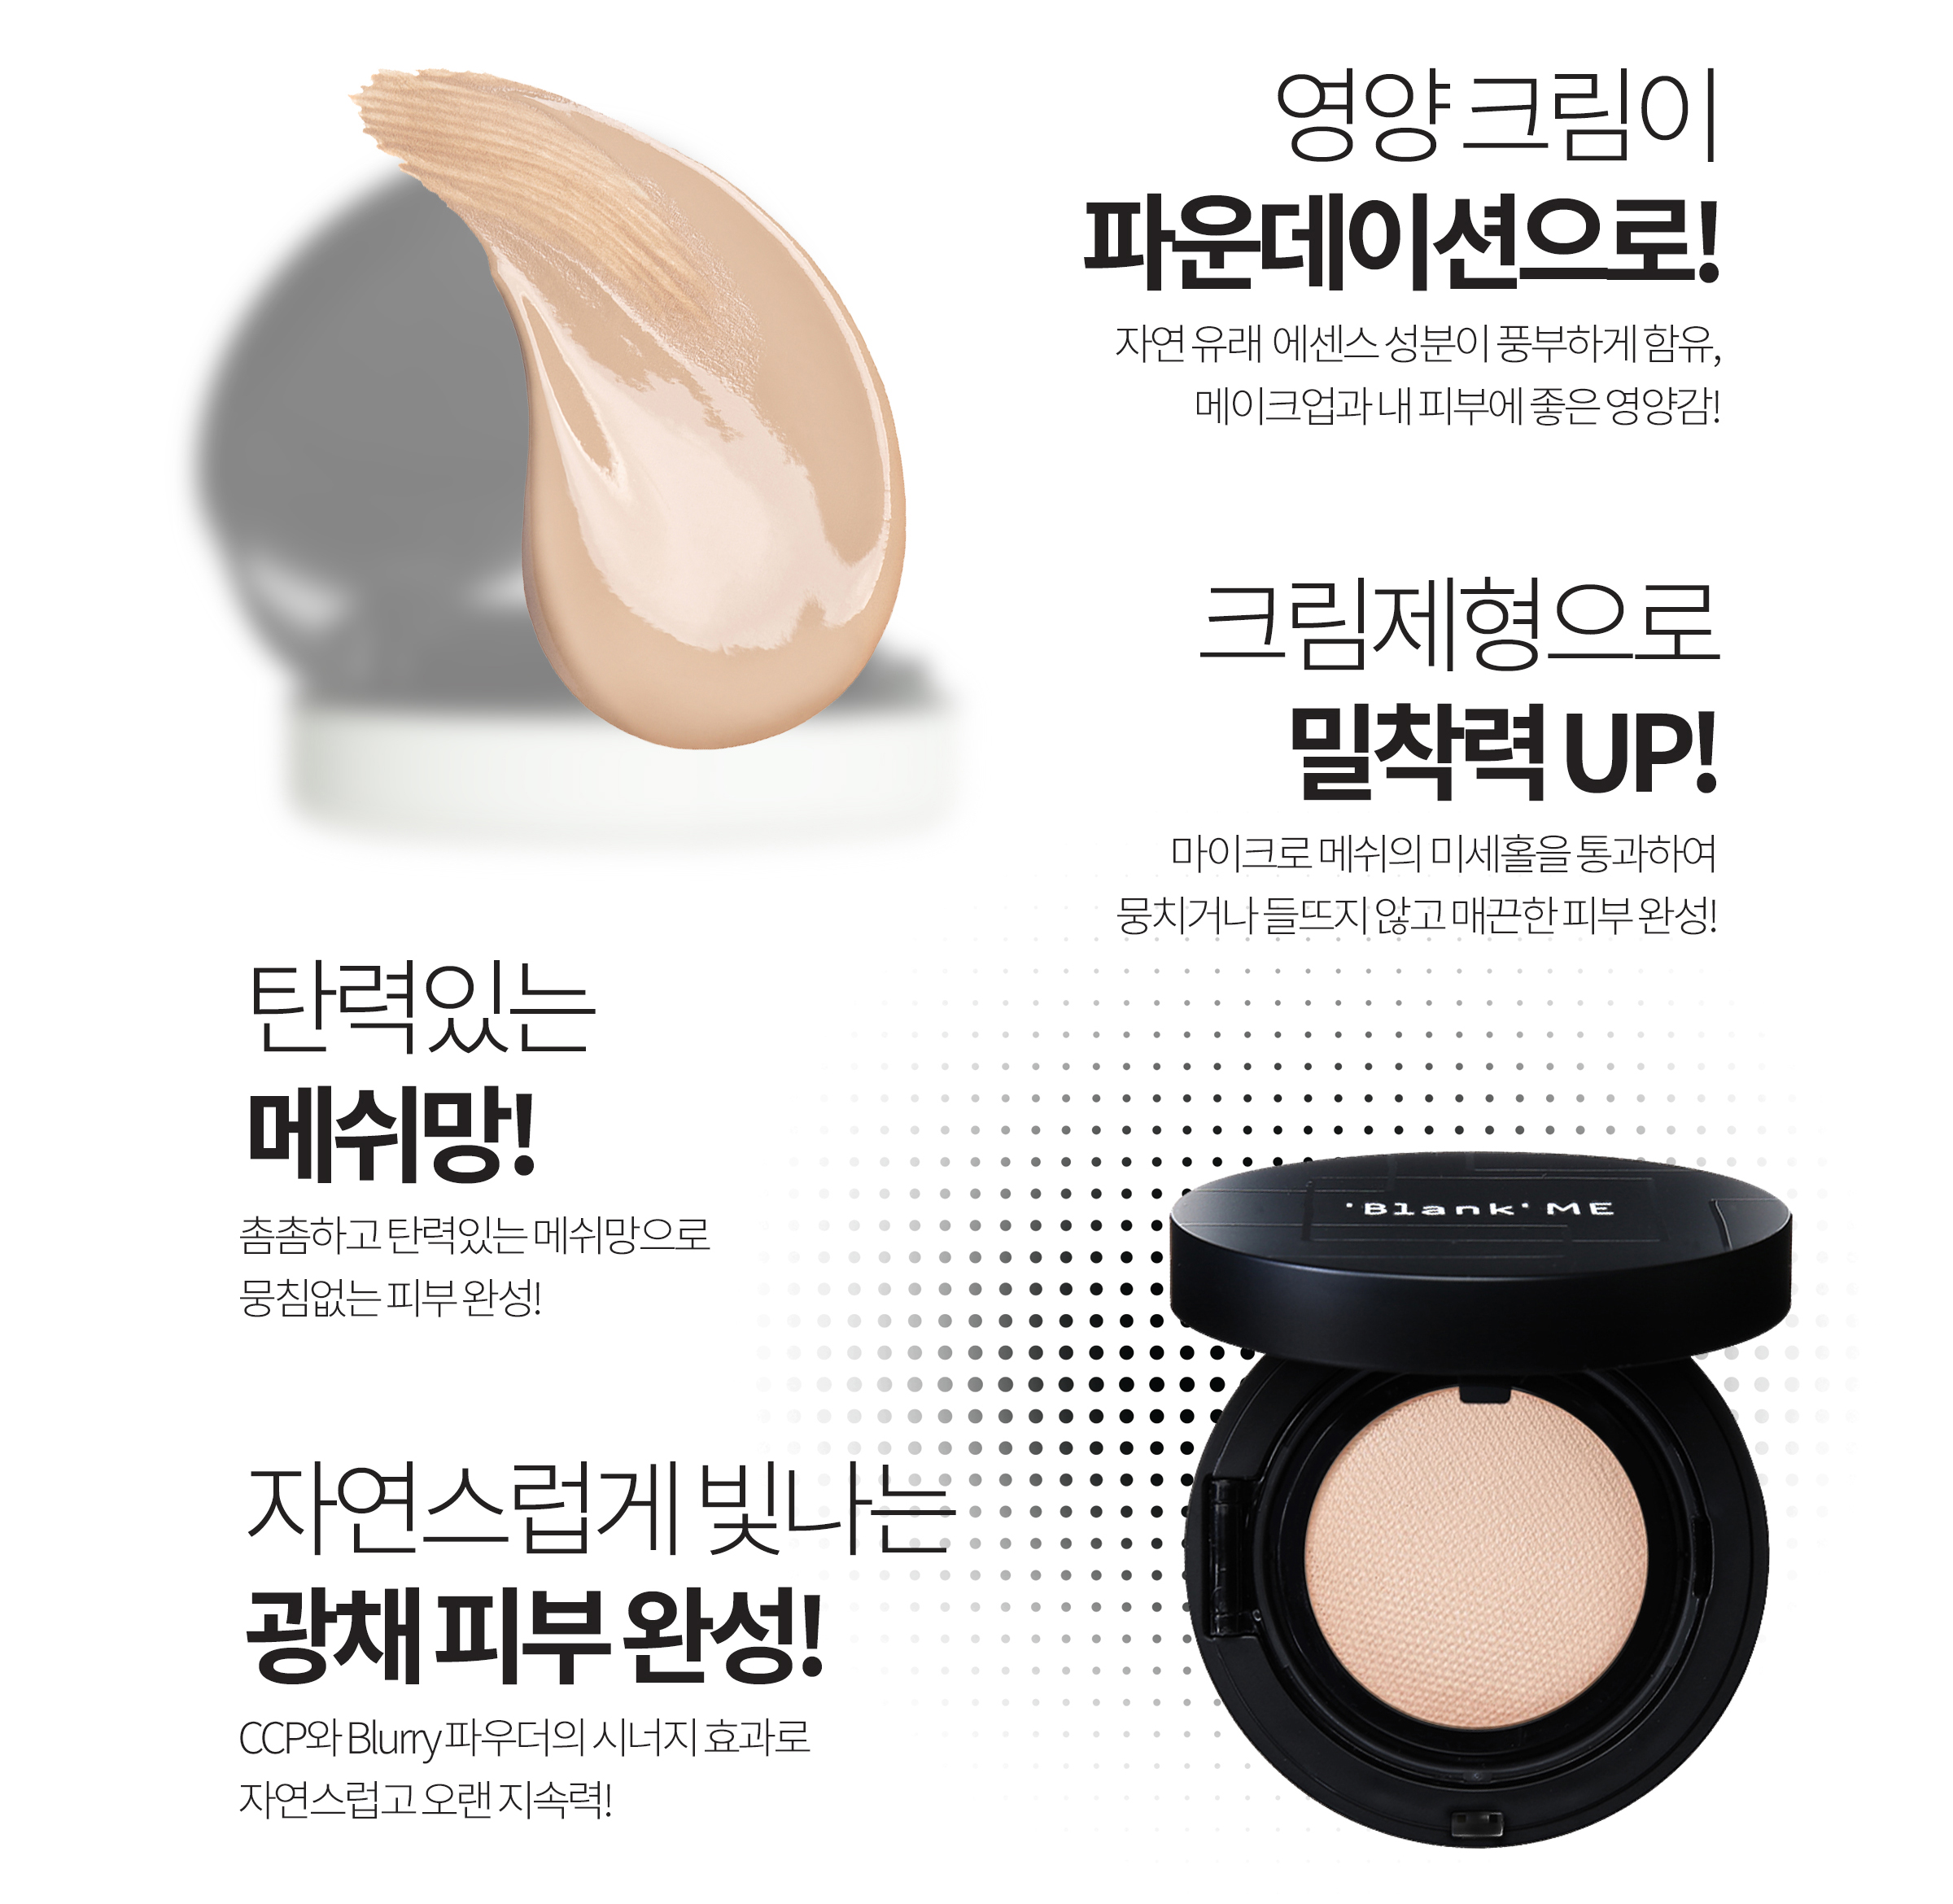 영양 크림이
파운데이션으로!
자연 유래 에센스 성분이 풍부하게 함유,
메이크업과 내 피부에 좋은 영양감!
크림제형으로
밀착력 UP!
마이크로 메쉬의 미세홀을 통과하여
뭉치거나 들뜨지 않고 매끈한 피부 완성!
탄력있는
메쉬망!
촘촘하고 탄력있는 메쉬망으로
뭉침없는 피부 완성!
'Blank' ME
자연스럽게 빛나는
광채 피부 완성!
CCP와 Blurry 파우더의 시너지 효과로
자연스럽고 오랜 지속력!